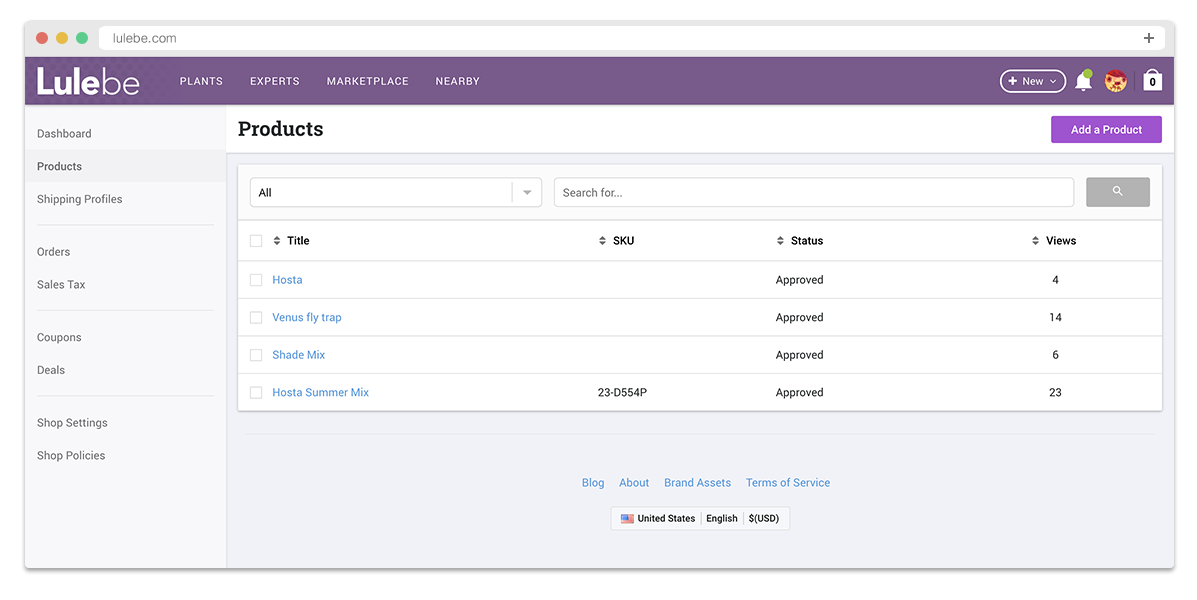 lulebe.com
Lulebe PLANTS EXPERTS MARKETPLACE NEARBY + New 0
Dashboard
Products
Shipping Profiles
Orders
Sales Tax
Coupons
Deals
Shop Settings
Shop Policies
Products Add a Product
All Search for...
Title SKU Status Views
Hosta Approved 4
Venus fly trap Approved 14
Shade Mix Approved 6
Hosta Summer Mix 23-D554P Approved 23
Blog About Brand Assets Terms of Service
United States English $(USD)